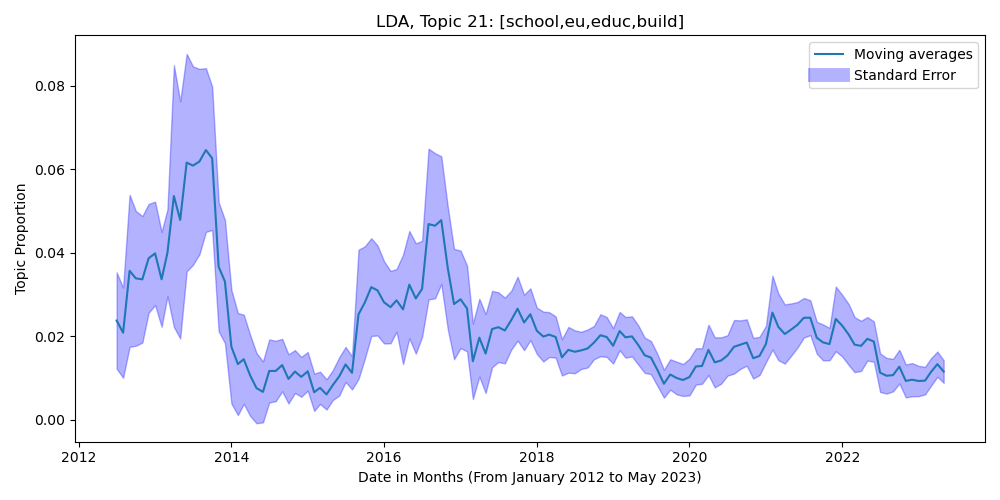 LDA, Topic 21: [school,eu,educ,build]
Moving averages
Standard Error
Topic Proportion
0.08
0.06
0.04
0.02
0.00
2012 2014 2016 2018 2020 2022
Date in Months (From January 2012 to May 2023)